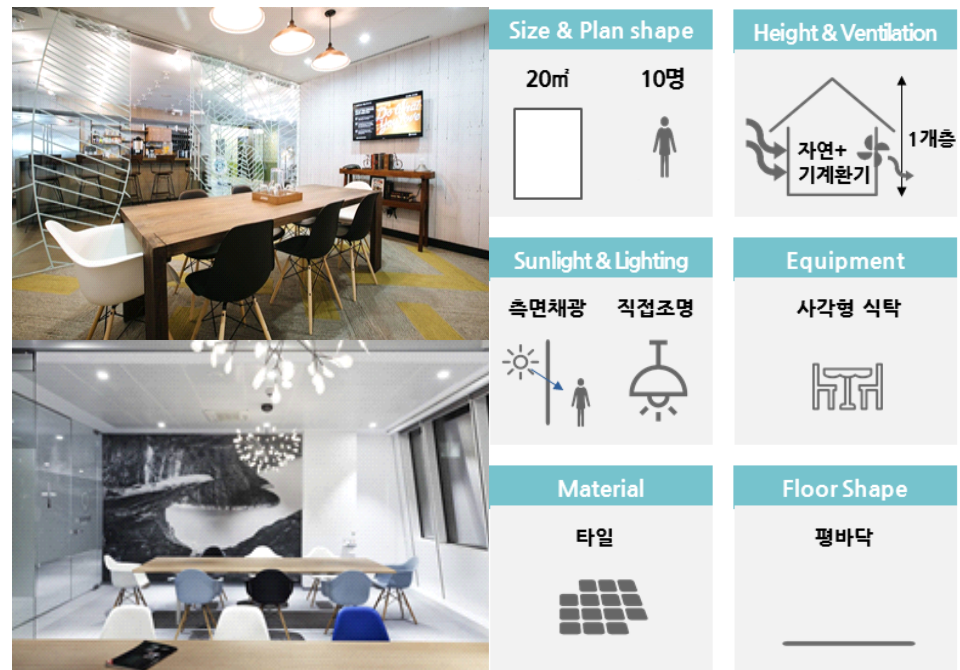 Size & Plan shape
20㎡
10명
Height & Ventilation
자연+
기계환기
1개층
Sunlight & Lighting
측면채광
직접조명
Equipment
사각형 식탁
Material
타일
Floor Shape
평바닥